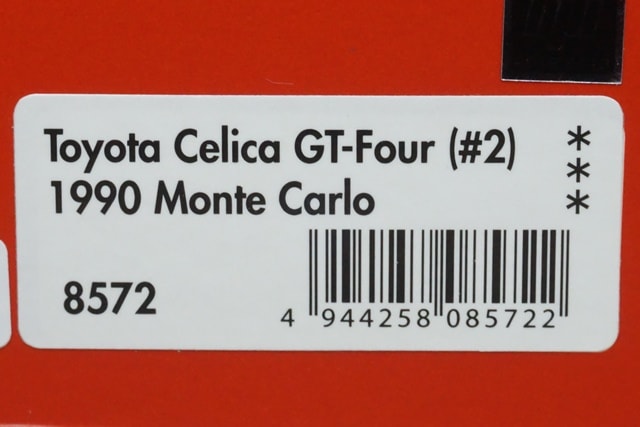 Toyota Celica GT-Four (#2) *
*
1990 Monte Carlo *
8572
4 944258 085722